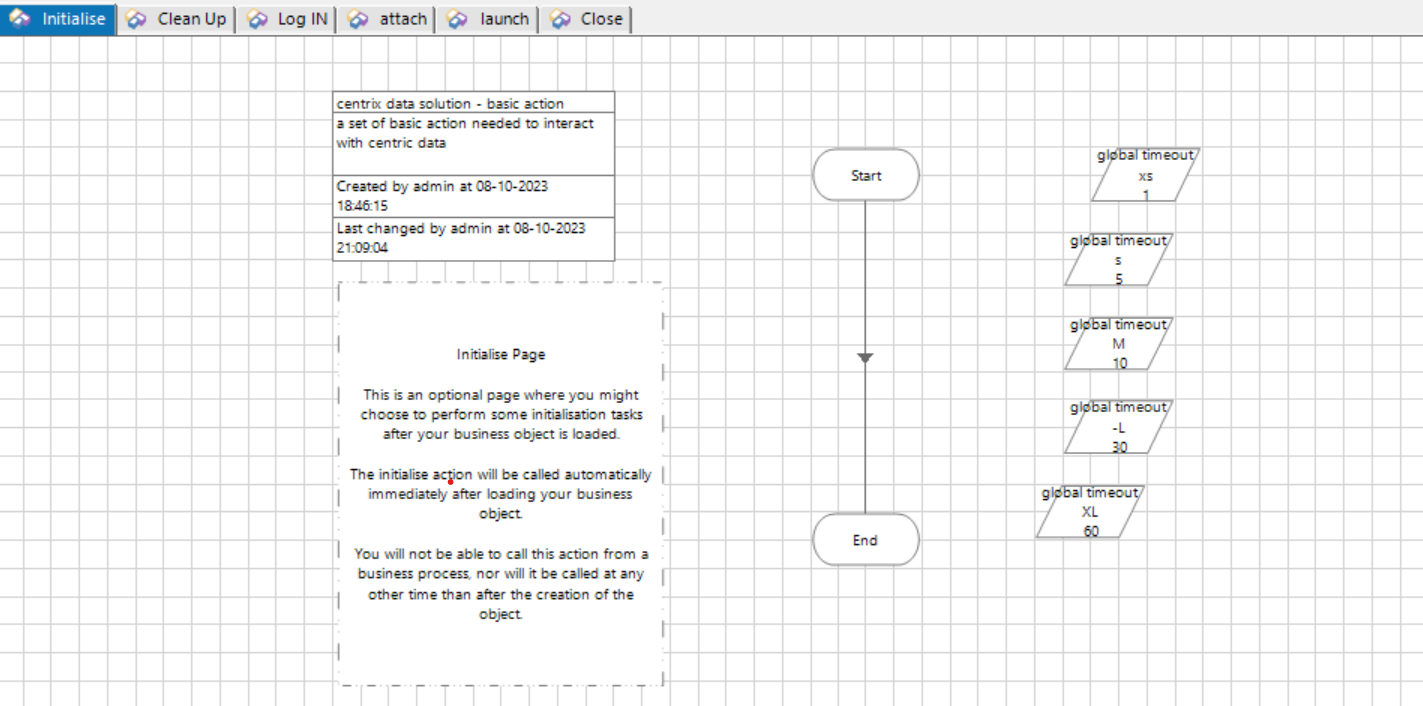 Initialise
Clean Up
Log IN
attach
launch
Close
centrix data solution - basic action
a set of basic action needed to interact
with centric data
Created by admin at 08-10-2023
18:46:15
Last changed by admin at 08-10-2023
21:09:04
Initialise Page
This is an optional page where you might
choose to perform some initialisation tasks
after your business object is loaded.
The initialise action will be called automatically
immediately after loading your business
object.
You will not be able to call this action from a
business process, nor will it be called at any
other time than after the creation of the
object.
Start
End
global timeout
xs
1
global timeout
s
5
global timeout
M
10
global timeout
-L
30
global timeout
XL
60